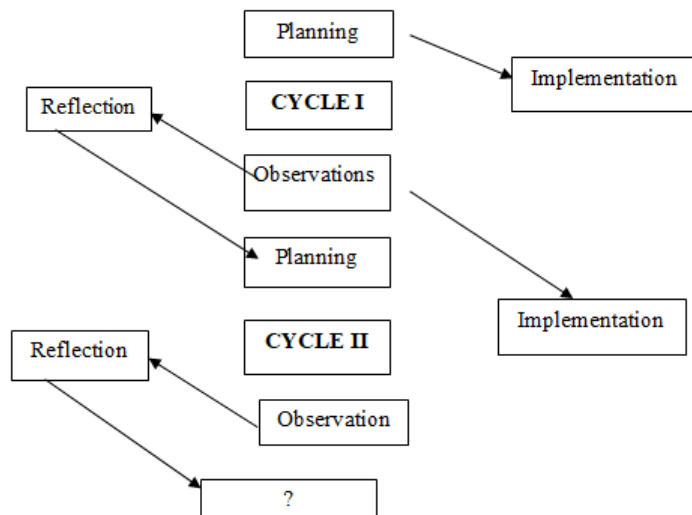 Planning
Implementation
Reflection
CYCLE I
Observations
Planning
Implementation
Reflection
CYCLE II
Observation
?